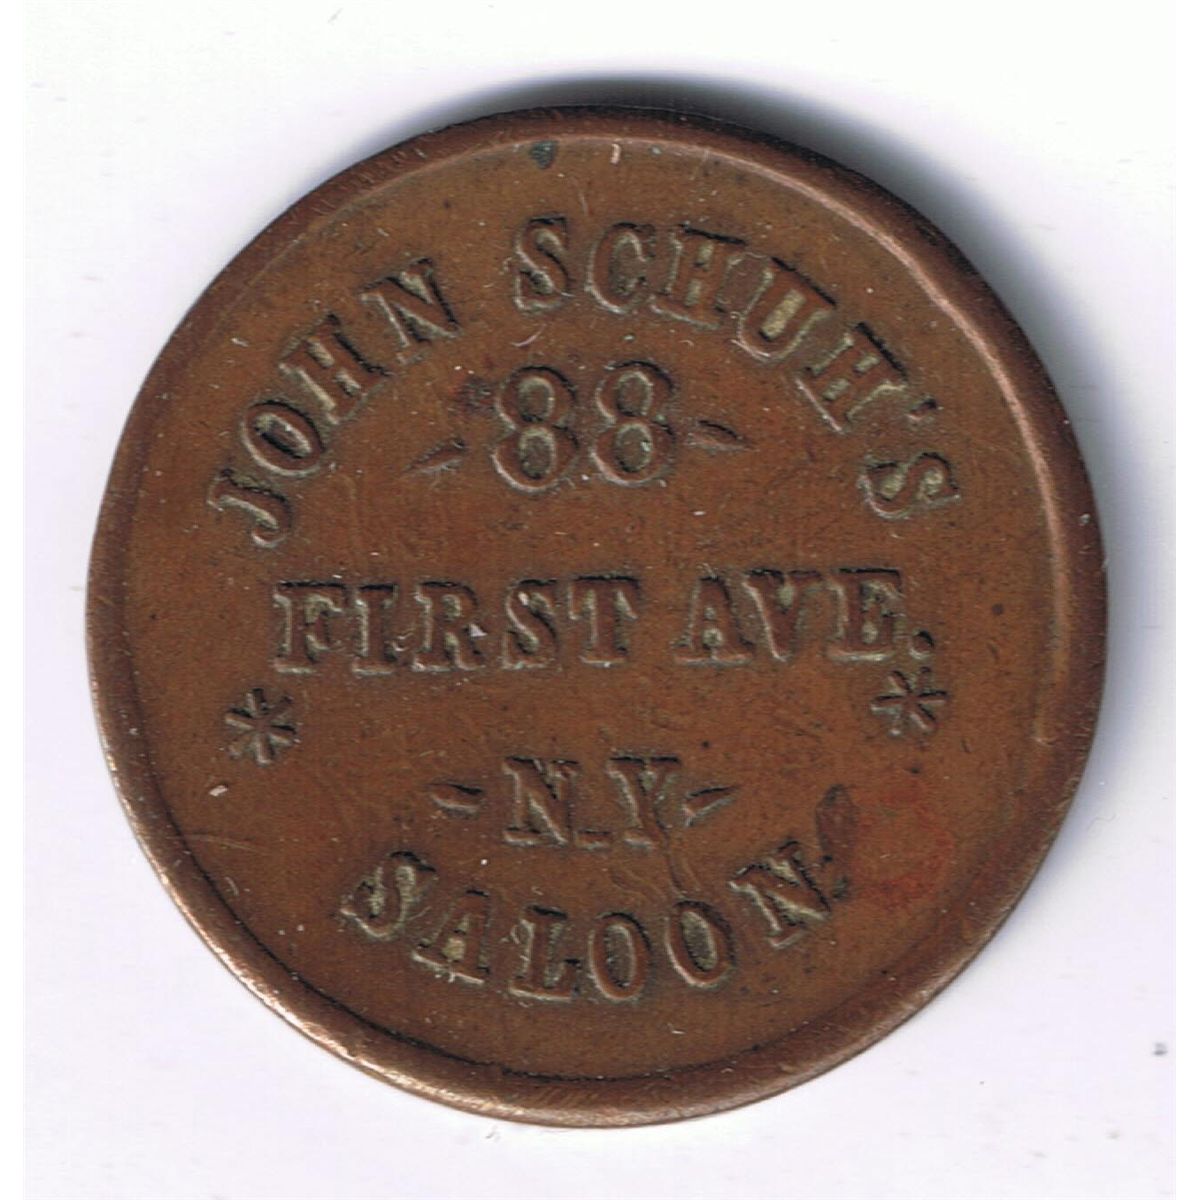 JOHN SCHUH'S
- 88 -
FIRST AVE.
* *
- N.Y -
SALOON